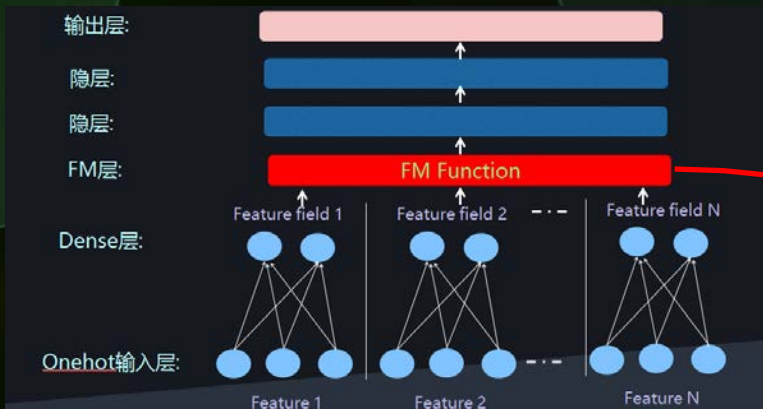 输出层:
隐层:
隐层:
FM层: FM Function
Feature field 1 Feature field 2 Feature field N
Dense层:
Onehot输入层:
Feature 1 Feature 2 Feature N